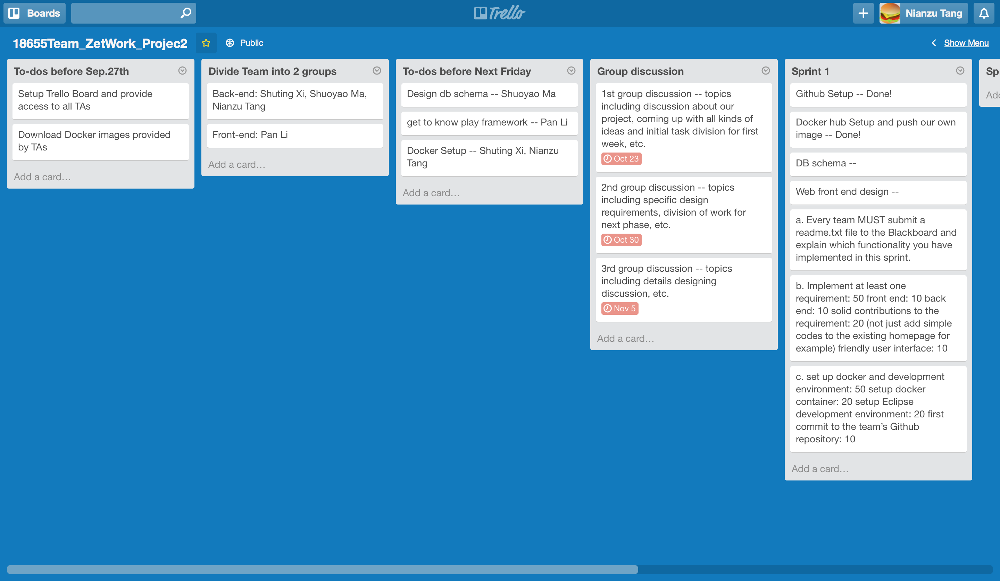 Boards
Trello
Nianzu Tang
18655Team_ZetWork_Projec2
Public
Show Menu
To-dos before Sep.27th
Setup Trello Board and provide
access to all TAs
Download Docker images provided
by TAs
Add a card…
Divide Team into 2 groups
Back-end: Shuting Xi, Shuoyao Ma,
Nianzu Tang
Front-end: Pan Li
Add a card…
To-dos before Next Friday
Design db schema -- Shuoyao Ma
get to know play framework -- Pan Li
Docker Setup -- Shuting Xi, Nianzu
Tang
Add a card…
Group discussion
1st group discussion -- topics
including discussion about our
project, coming up with all kinds of
ideas and initial task division for first
week, etc.
Oct 23
2nd group discussion -- topics
including specific design
requirements, division of work for
next phase, etc.
Oct 30
3rd group discussion -- topics
including details designing
discussion, etc.
Nov 5
Add a card…
Sprint 1
Github Setup -- Done!
Docker hub Setup and push our own
image -- Done!
DB schema --
Web front end design --
a. Every team MUST submit a
readme.txt file to the Blackboard and
explain which functionality you have
implemented in this sprint.
b. Implement at least one
requirement: 50 front end: 10 back
end: 10 solid contributions to the
requirement: 20 (not just add simple
codes to the existing homepage for
example) friendly user interface: 10
c. set up docker and development
environment: 50 setup docker
container: 20 setup Eclipse
development environment: 20 first
commit to the team’s Github
repository: 10
Add a card…